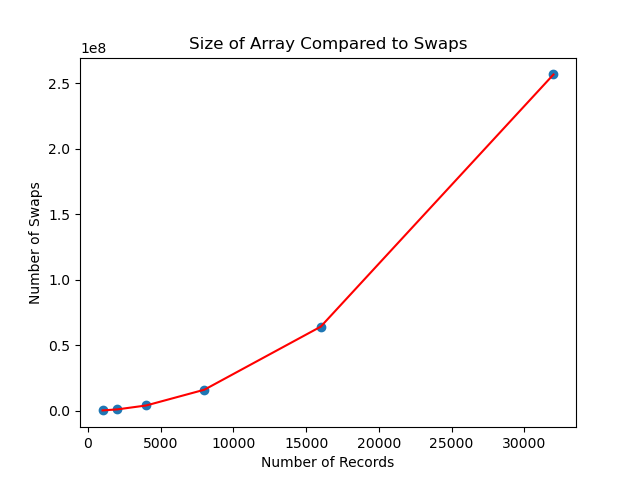 Size of Array Compared to Swaps
1e8
2.5
2.0
1.5
1.0
0.5
0.0
Number of Swaps
0 5000 10000 15000 20000 25000 30000
Number of Records